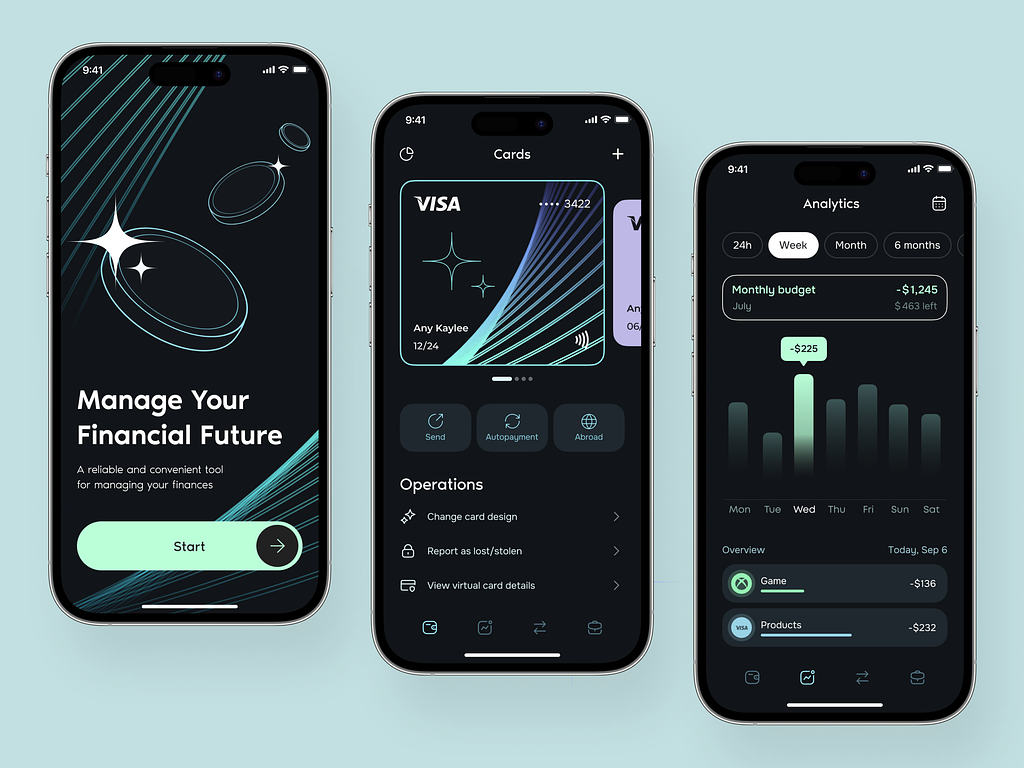 9:41
Manage Your
Financial Future
A reliable and convenient tool
for managing your finances
Start
9:41
Cards
VISA
•••• 3422
Any Kaylee
12/24
V
An
06/
Send
Autopayment
Abroad
Operations
Change card design
Report as lost/stolen
View virtual card details
9:41
Analytics
24h
Week
Month
6 months
Monthly budget
-$1,245
July
$463 left
-$225
Mon
Tue
Wed
Thu
Fri
Sun
Sat
Overview
Today, Sep 6
Game
-$136
VISA
Products
-$232